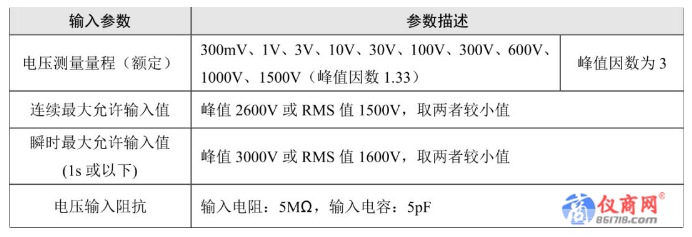 输入参数 参数描述
电压测量量程（额定） 300mV、1V、3V、10V、30V、100V、300V、600V、 峰值因数为 3
1000V、1500V（峰值因数 1.33）
连续最大允许输入值 峰值 2600V 或 RMS 值 1500V，取两者较小值
瞬时最大允许输入值
(1s 或以下) 峰值 3000V 或 RMS 值 1600V，取两者较小值
电压输入阻抗 输入电阻：5MΩ，输入电容：5pF
商 仪商网®
861718.com